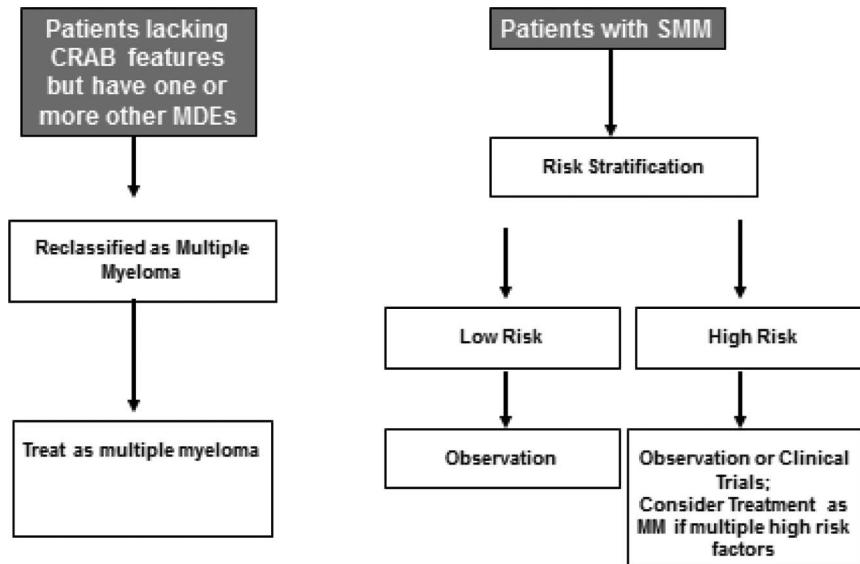 Patients lacking
CRAB features
but have one or
more other MDEs
Reclassified as Multiple
Myeloma
Treat as multiple myeloma
Patients with SMM
Risk Stratification
Low Risk
High Risk
Observation
Observation or Clinical
Trials;
Consider Treatment as
MM if multiple high risk
factors